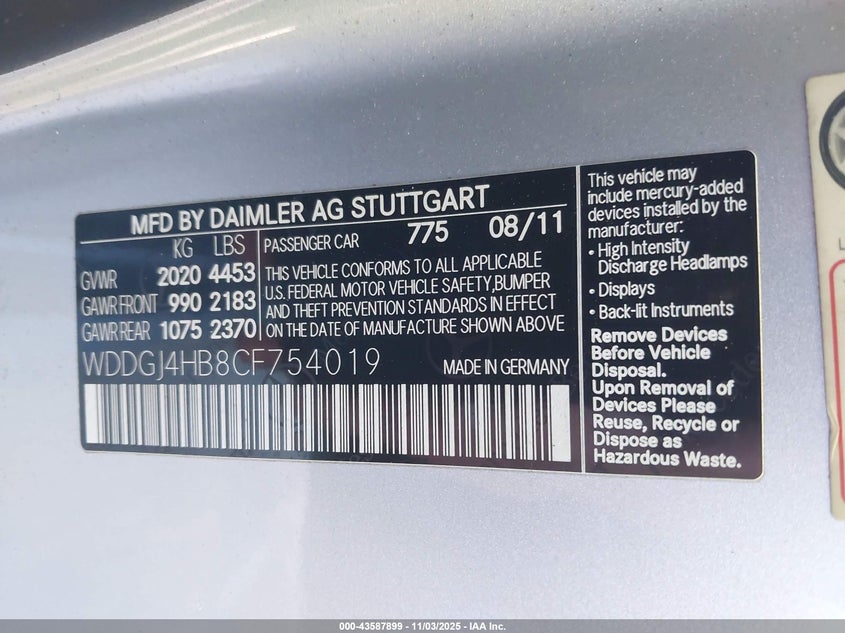 MFD BY DAIMLER AG STUTTGART
KG LBS
GVWR 2020 4453
GAWR FRONT 990 2183
GAWR REAR 1075 2370
PASSENGER CAR 775 08/11
THIS VEHICLE CONFORMS TO ALL APPLICABLE
U.S. FEDERAL MOTOR VEHICLE SAFETY,BUMPER
AND THEFT PREVENTION STANDARDS IN EFFECT
ON THE DATE OF MANUFACTURE SHOWN ABOVE
WDDGJ4HB8CF754019 MADE IN GERMANY
This vehicle may
include mercury-added
devices installed by the
manufacturer:
• High Intensity
Discharge Headlamps
• Displays
• Back-lit Instruments
Remove Devices
Before Vehicle
Disposal.
Upon Removal of
Devices Please
Reuse, Recycle or
Dispose as
Hazardous Waste.
000-43587899 - 11/03/2025 - IAA Inc.